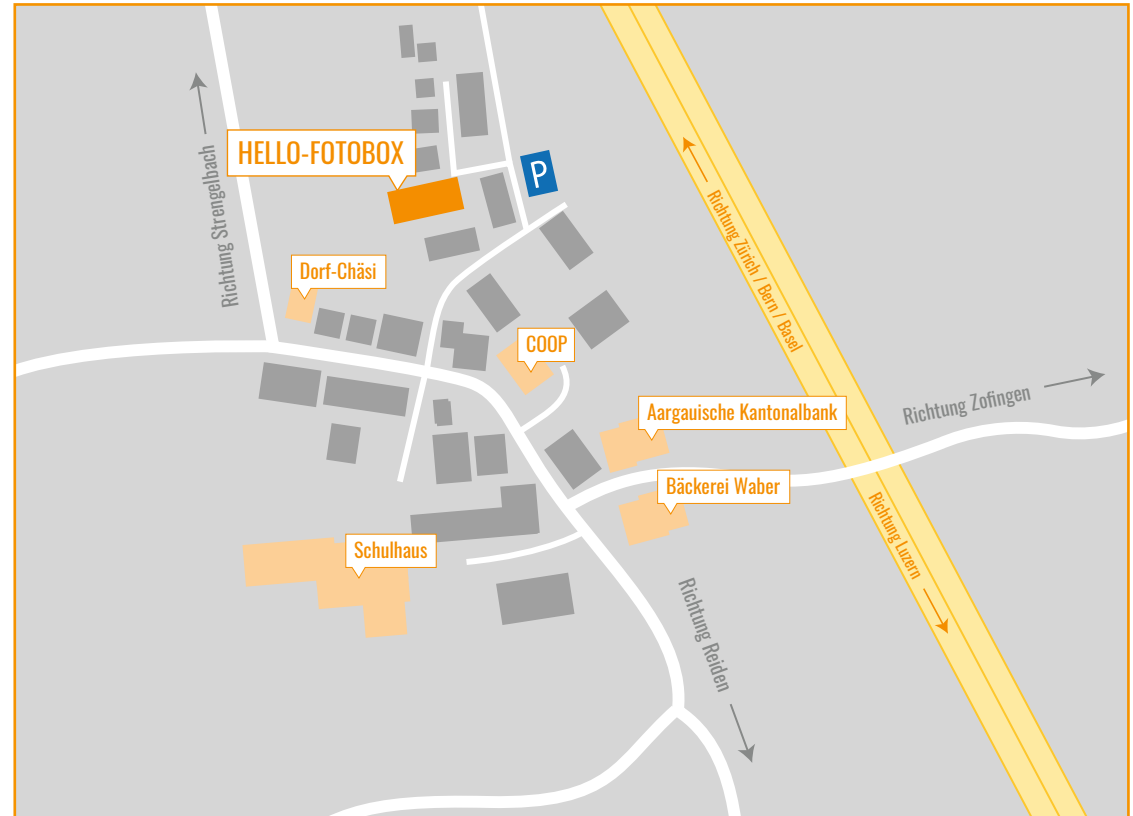 HELLO-FOTOBOX
P
Richtung Strengelbach
Richtung Zürich / Bern / Basel
Dorf-Chäsi
COOP
Richtung Zofingen
Aargauische Kantonalbank
Bäckerei Waber
Richtung Luzern
Schulhaus
Richtung Reiden